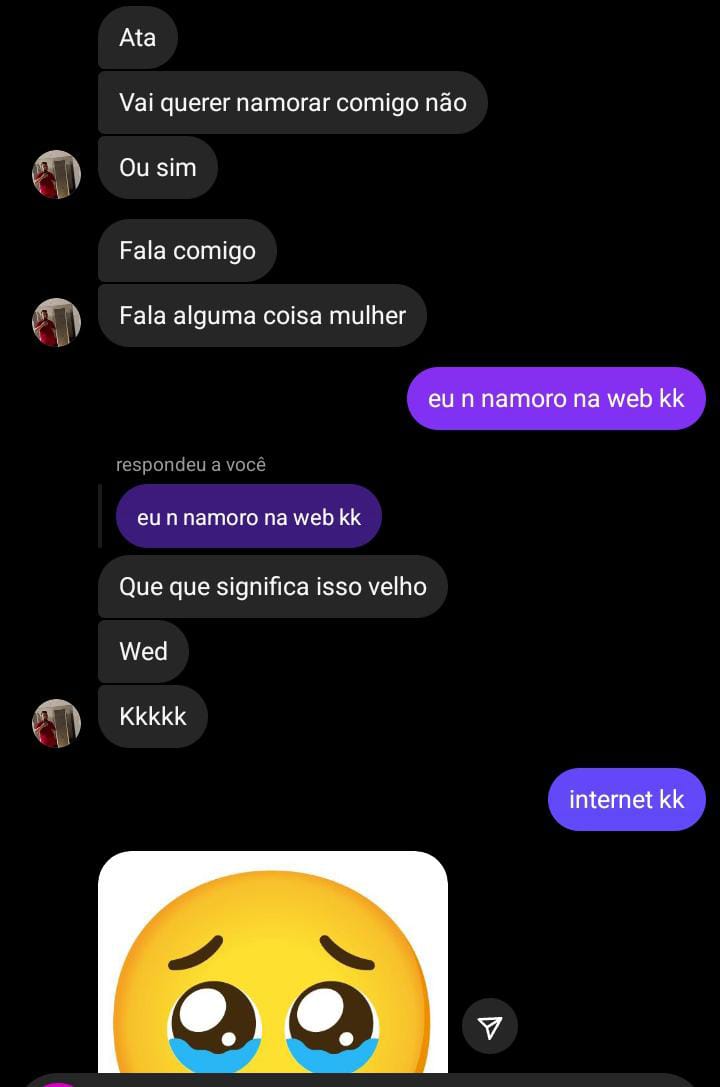 Ata
Vai querer namorar comigo não
Ou sim
Fala comigo
Fala alguma coisa mulher
eu n namoro na web kk
respondeu a você
eu n namoro na web kk
Que que significa isso velho
Wed
Kkkkk
internet kk